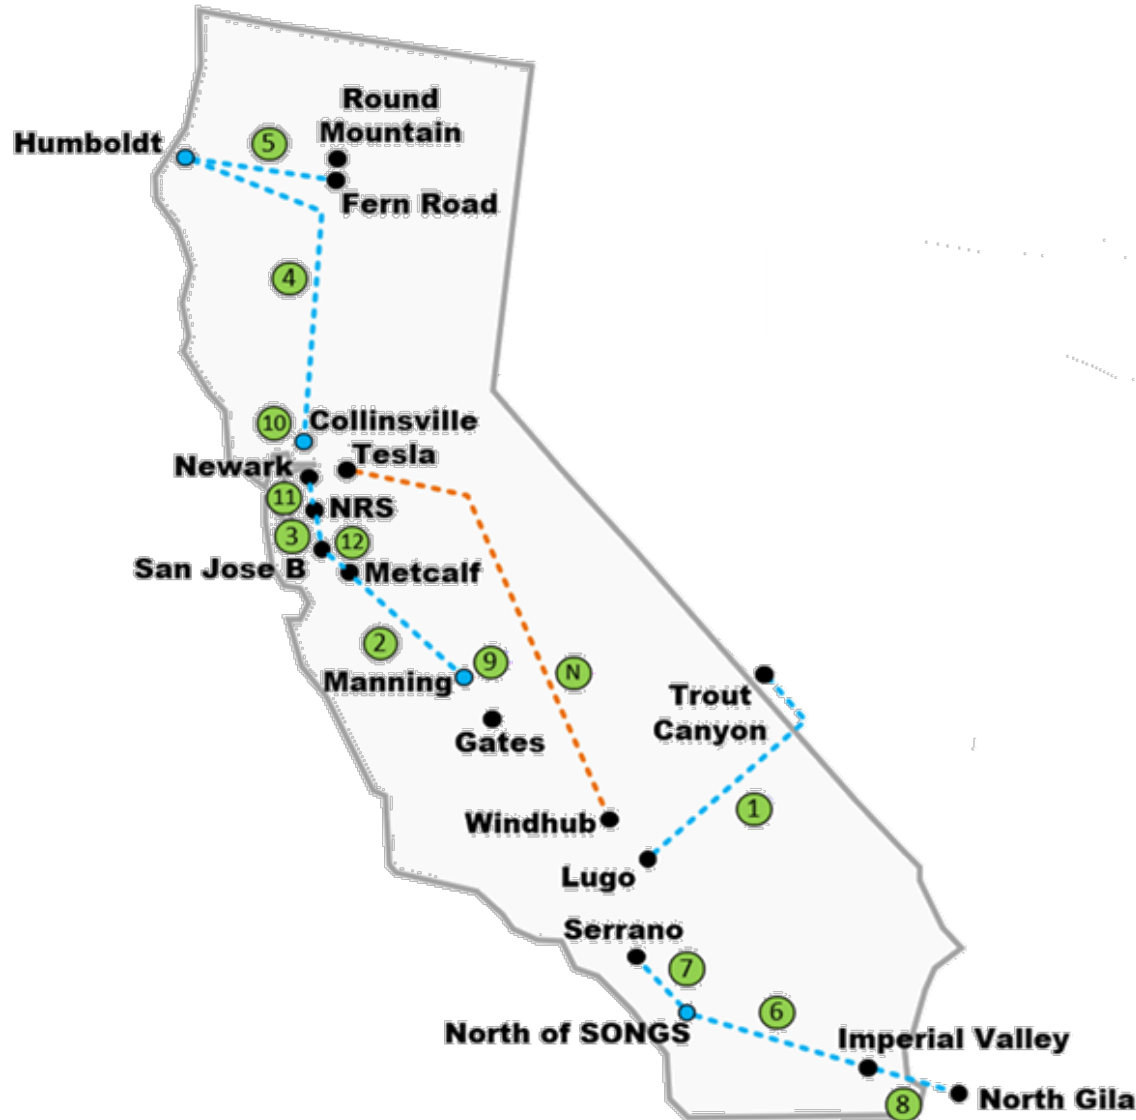 Round
Mountain
Humboldt
5
Fern Road
4
10
Collinsville
Tesla
Newark
11
NRS
3
12
San Jose B
Metcalf
2
9
N
Manning
Trout
Canyon
Gates
1
Windhub
Lugo
Serrano
7
6
North of SONGS
Imperial Valley
8
North Gila